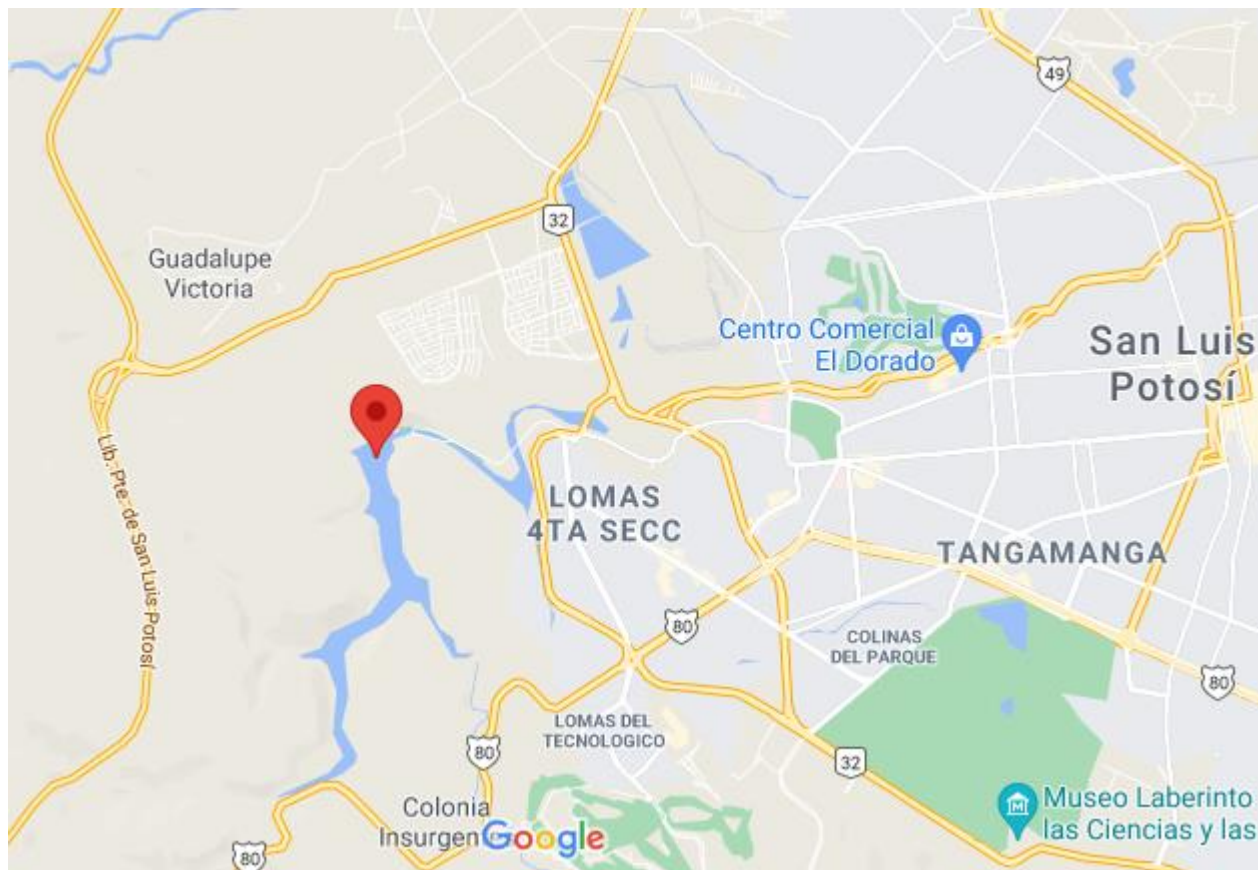 49
32
Guadalupe
Victoria
Centro Comercial
El Dorado
San Luis
Potosí
Lib. Pte. de San Luis Potosí
LOMAS
4TA SECC
TANGAMANGA
80
COLINAS
DEL PARQUE
80
LOMAS DEL
TECNOLOGICO
80
32
Colonia
Insurgen
Google
Museo Laberinto
las Ciencias y las
80